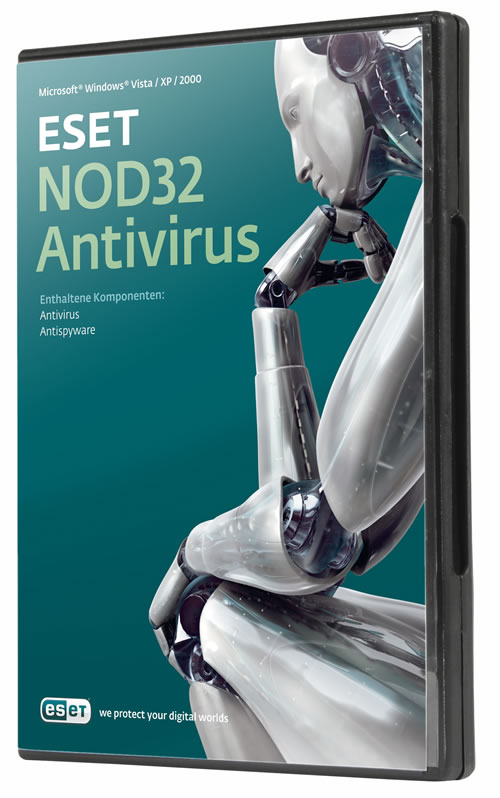 Microsoft® Windows® Vista / XP / 2000
ESET
NOD32
Antivirus
Enthaltene Komponenten:
Antivirus
Antispyware
eseT we protect your digital worlds